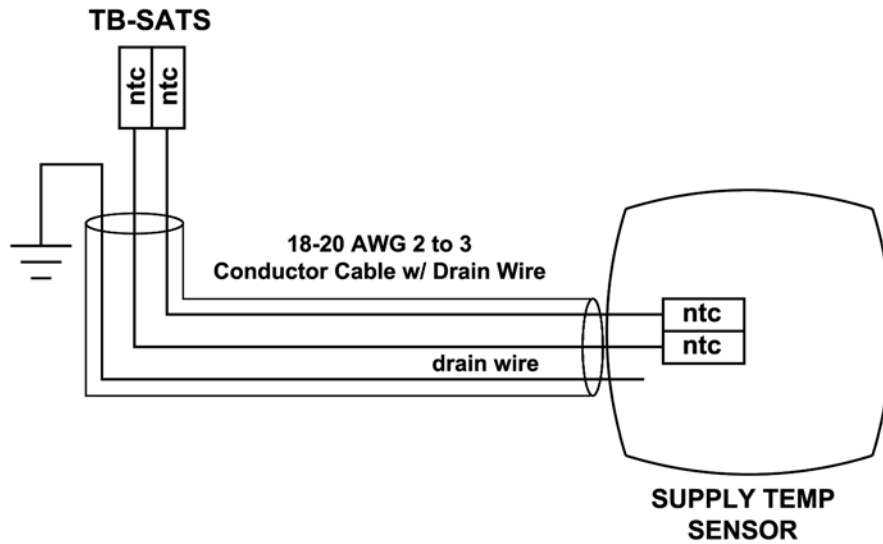 TB-SATS
ntc
ntc
18-20 AWG 2 to 3
Conductor Cable w/ Drain Wire
ntc
ntc
drain wire
SUPPLY TEMP
SENSOR